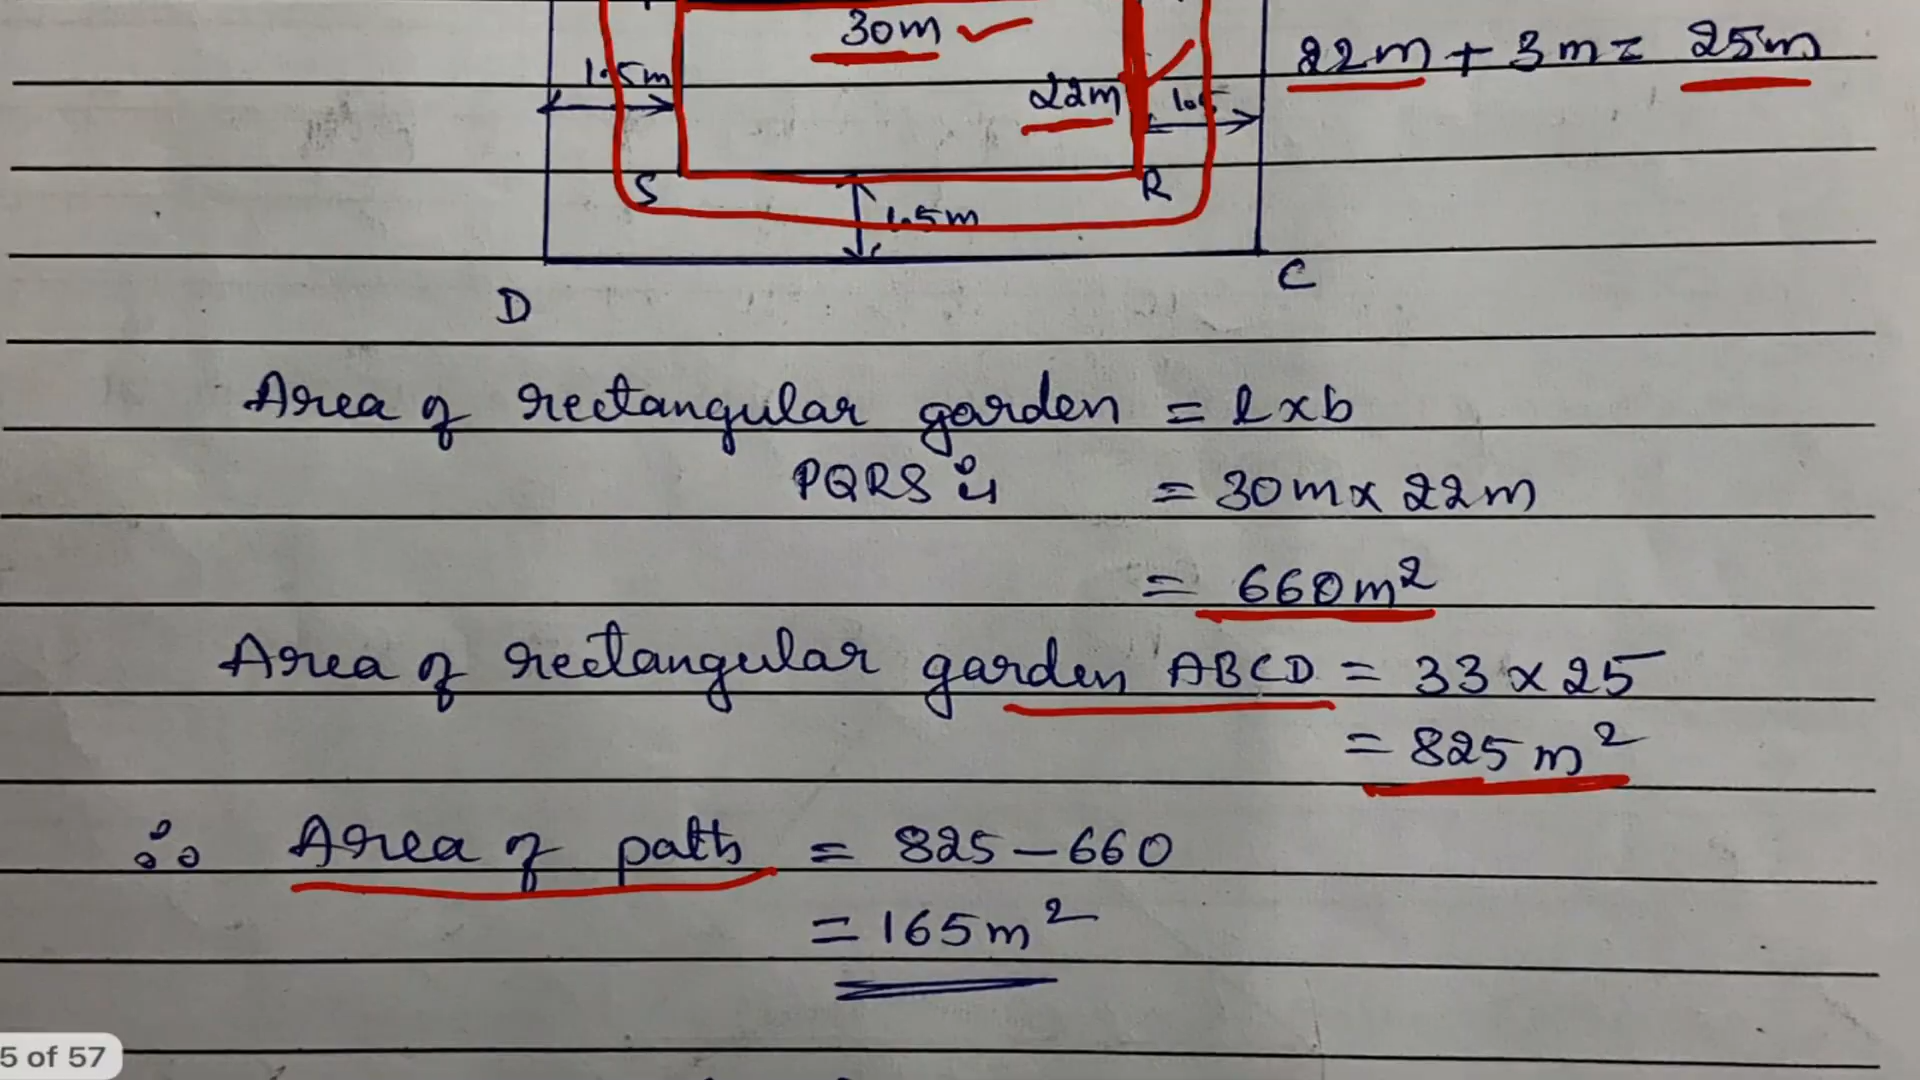 30m
22m + 3m = 25m
1.5m
22m
1.5
S
R
1.5m
D
C
Area of rectangular garden = l x b
PQRS = 30m x 22m
= 660m²
Area of rectangular garden ABCD = 33 x 25
= 825 m²
∴ Area of path = 825 - 660
= 165m²
5 of 57